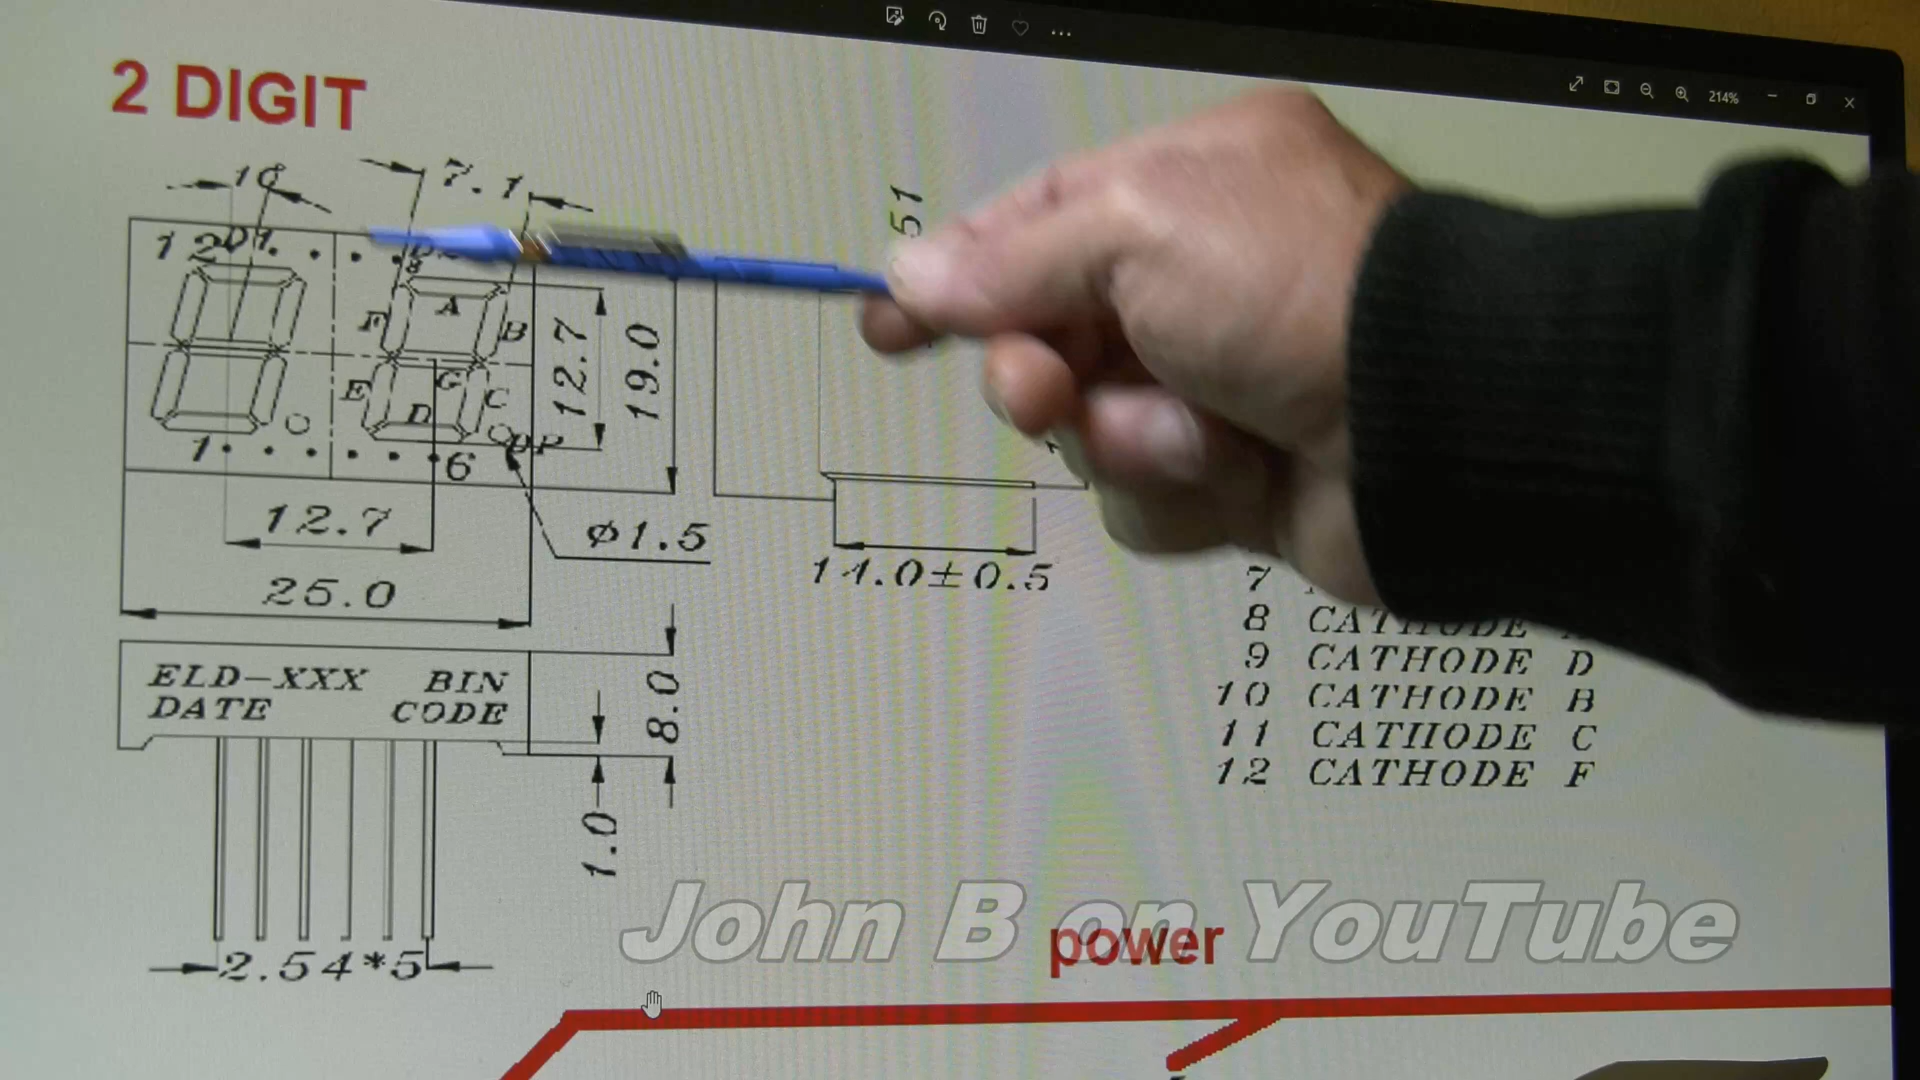 214%
2 DIGIT
7.1
51
A
F
B
12.7
19.0
E
G
C
D
DP
1
6
12.7
ø1.5
14.0±0.5
25.0
7
8 CATHODE
9 CATHODE D
10 CATHODE B
11 CATHODE C
12 CATHODE F
ELD-XXX BIN
DATE CODE
8.0
1.0
2.54*5
John B on YouTube
power